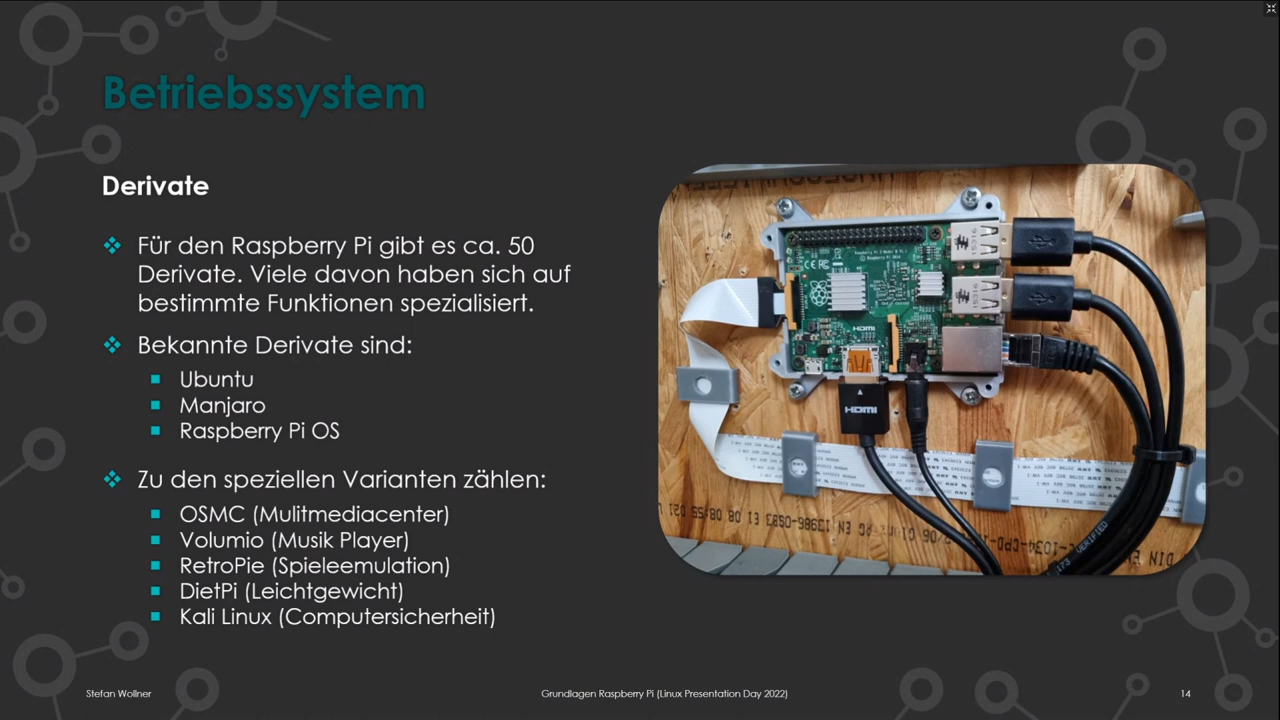 Betriebssystem
Derivate
Für den Raspberry Pi gibt es ca. 50
Derivate. Viele davon haben sich auf
bestimmte Funktionen spezialisiert.
Bekannte Derivate sind:
Ubuntu
Manjaro
Raspberry Pi OS
Zu den speziellen Varianten zählen:
OSMC (Mulitmediacenter)
Volumio (Musik Player)
RetroPie (Spieleemulation)
DietPi (Leichtgewicht)
Kali Linux (Computersicherheit)
HDMI
HDMI
Stefan Wollner
Grundlagen Raspberry Pi (Linux Presentation Day 2022)
14